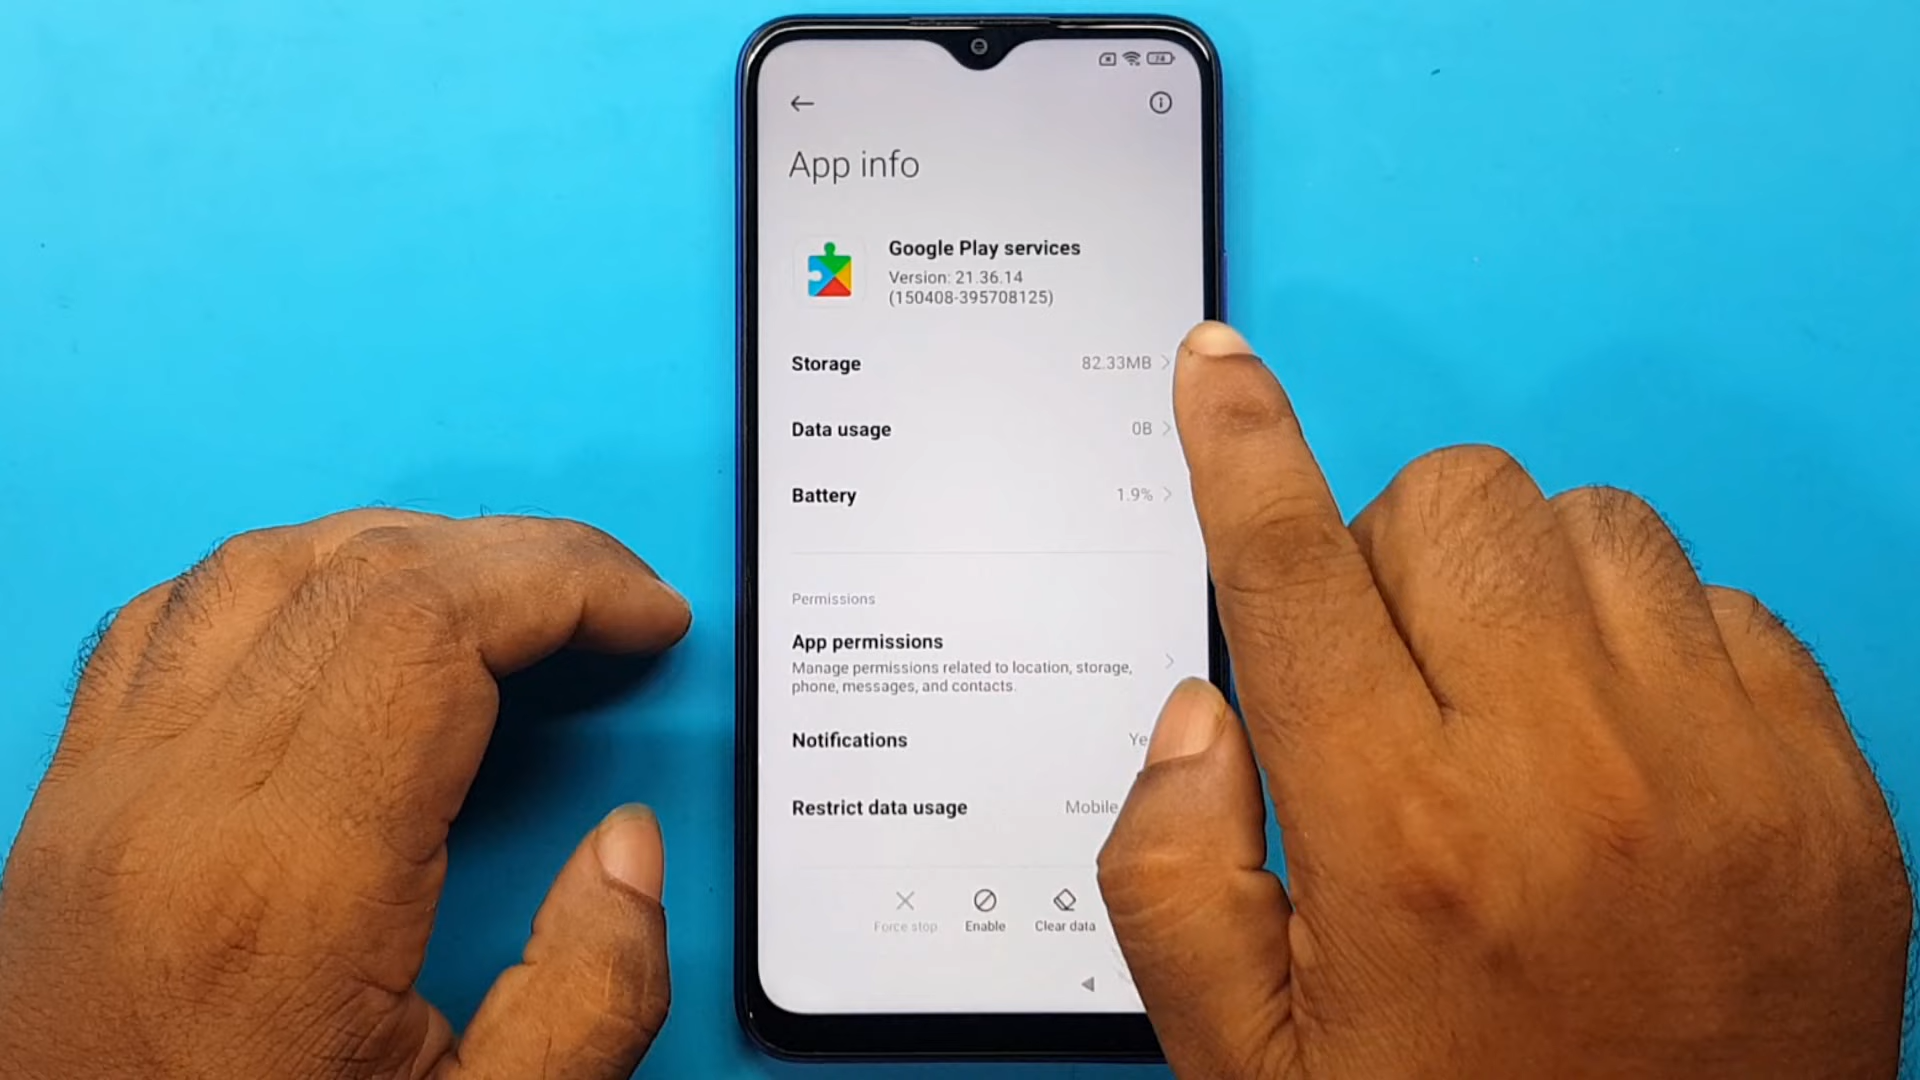 App info
Google Play services
Version: 21.36.14
(150408-395708125)
Storage 82.33MB
Data usage 0B
Battery 1.9%
Permissions
App permissions
Manage permissions related to location, storage,
phone, messages, and contacts.
Notifications Ye
Restrict data usage Mobile
Force stop Enable Clear data